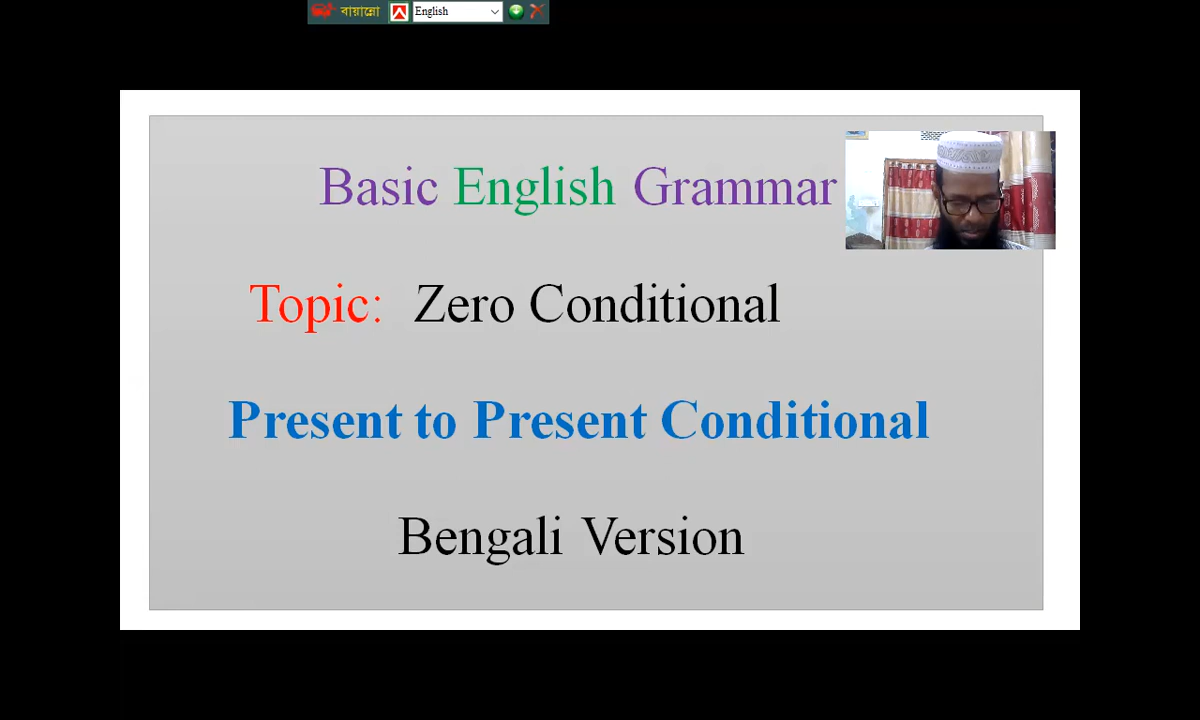 বায়ান্নো English
Basic English Grammar
Topic: Zero Conditional
Present to Present Conditional
Bengali Version